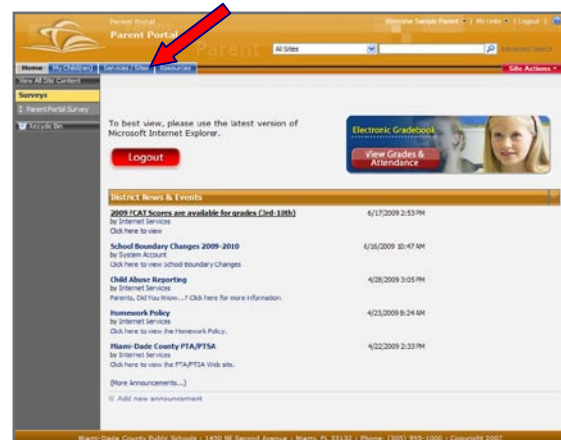 Parent Portal
Welcome Sample Parent | My Links | Logout |
Parent Portal
Parent
All Sites
Advanced Search
Home My Child(ren) Services / Sites Resources
Site Actions
View All Site Content
Surveys
Parent Portal Survey
Recycle Bin
To best view, please use the latest version of
Microsoft Internet Explorer.
Logout
Electronic Gradebook
View Grades &
Attendance
District News & Events
2009 FCAT Scores are available for grades (3rd-10th) 6/17/2009 2:53 PM
by Internet Services
Click here to view
School Boundary Changes 2009-2010 6/16/2009 10:47 AM
by System Account
Click here to view School Boundary Changes
Child Abuse Reporting 4/28/2009 3:05 PM
by Internet Services
Parents, Did You Know...? Click here for more information.
Homework Policy 4/23/2009 8:24 AM
by Internet Services
Click here to view the Homework Policy.
Miami-Dade County PTA/PTSA 4/22/2009 2:33 PM
by Internet Services
Click here to view the PTA/PTSA Web site.
(More Announcements...)
Add new announcement
Miami-Dade County Public Schools : 1450 NE Second Avenue : Miami, FL 33132 : Phone: (305) 995-1000 : Copyright 2007